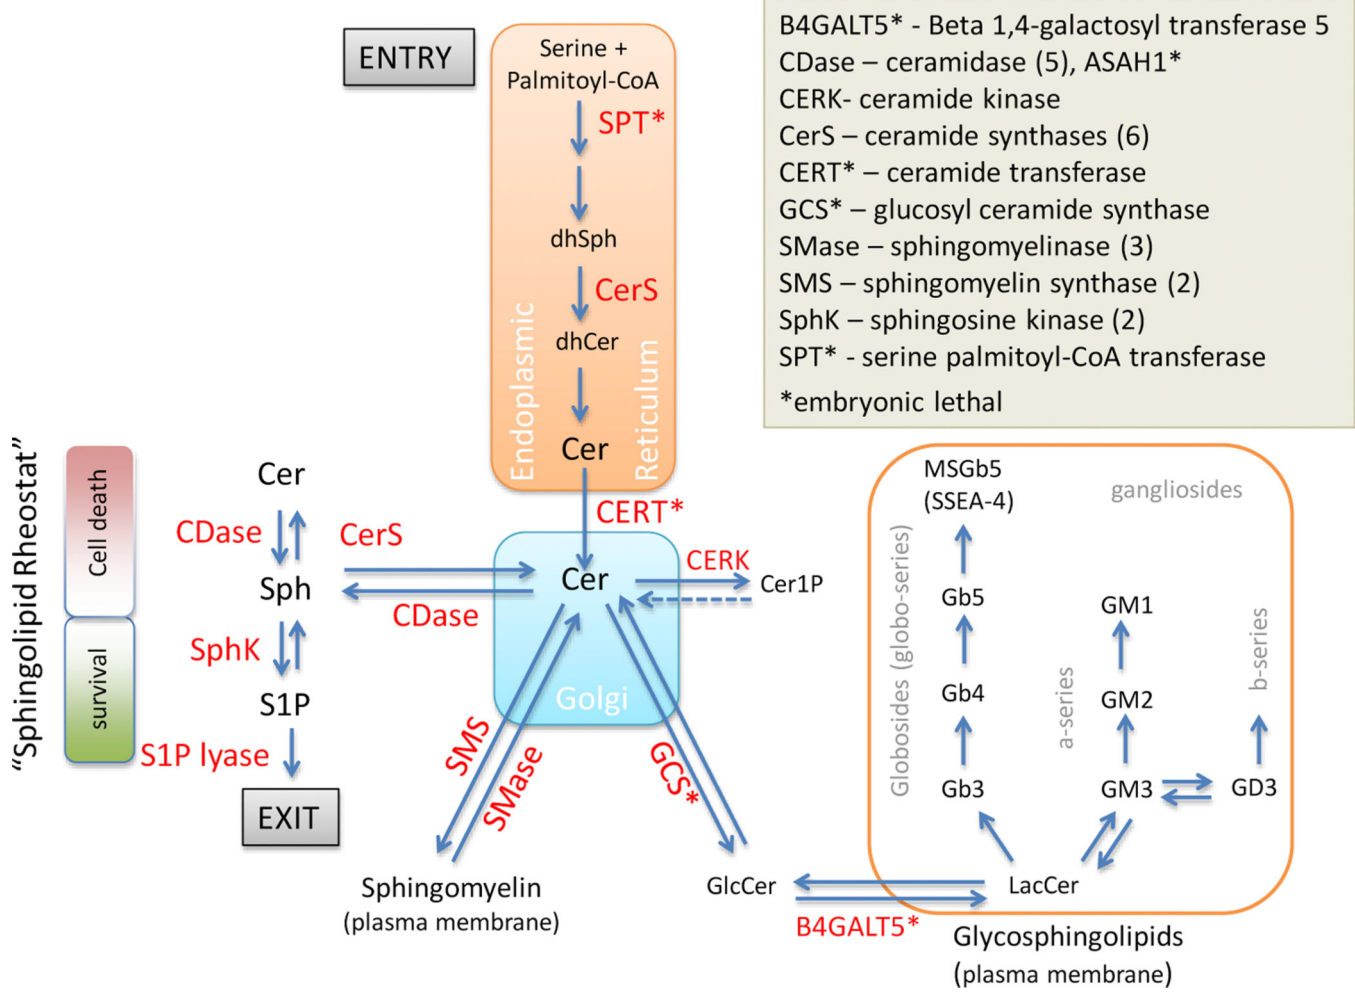 ENTRY
Serine +
Palmitoyl-CoA
SPT*
dhSph
CerS
dhCer
Endoplasmic
Reticulum
Cer
CERT*
B4GALT5* - Beta 1,4-galactosyl transferase 5
CDase – ceramidase (5), ASAH1*
CERK- ceramide kinase
CerS – ceramide synthases (6)
CERT* – ceramide transferase
GCS* – glucosyl ceramide synthase
SMase – sphingomyelinase (3)
SMS – sphingomyelin synthase (2)
SphK – sphingosine kinase (2)
SPT* - serine palmitoyl-CoA transferase
*embryonic lethal
"Sphingolipid Rheostat"
Cell death
survival
Cer
CDase
CerS
Sph
CDase
SphK
S1P
S1P lyase
EXIT
Cer
CERK
Cer1P
Golgi
SMS
SMase
GCS*
Sphingomyelin
(plasma membrane)
GlcCer
B4GALT5*
LacCer
MSGb5
(SSEA-4)
gangliosides
Globosides (globo-series)
Gb5
Gb4
Gb3
a-series
GM1
GM2
GM3
b-series
GD3
Glycosphingolipids
(plasma membrane)